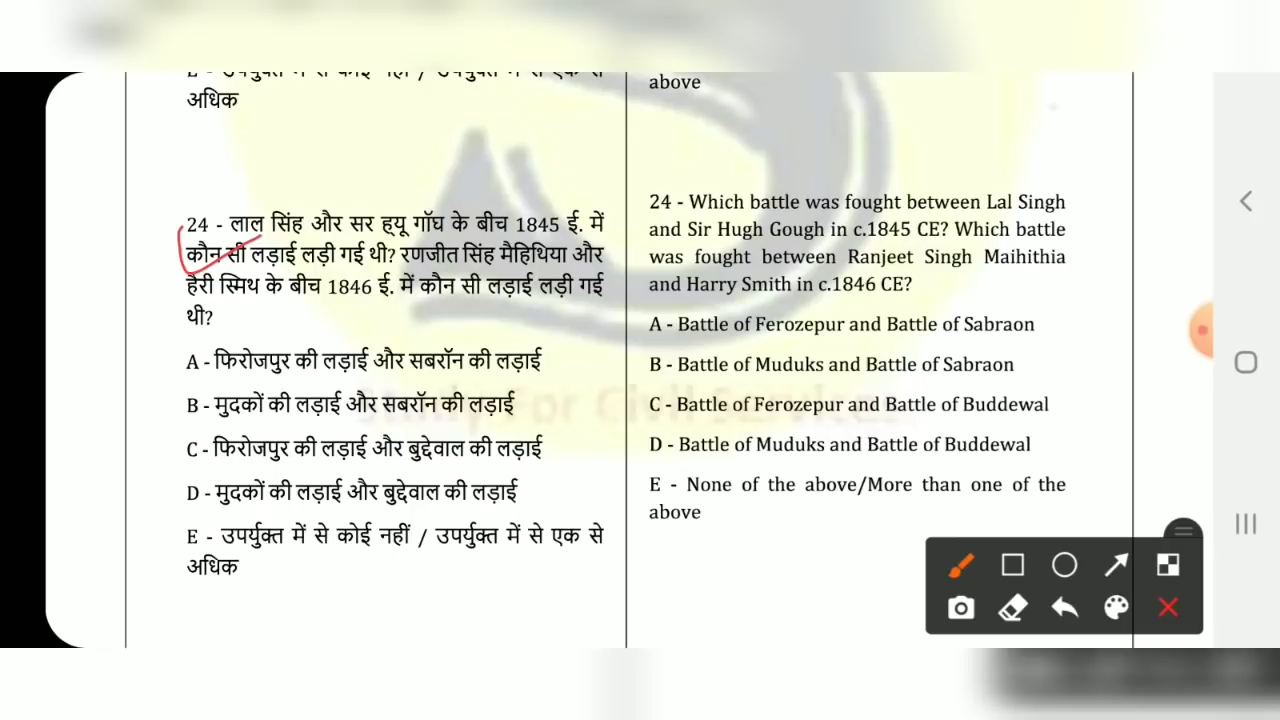 अधिक
24 - लाल सिंह और सर ह्यू गॉघ के बीच 1845 ई. में
कौन सी लड़ाई लड़ी गई थी? रणजीत सिंह मैहिथिया और
हैरी स्मिथ के बीच 1846 ई. में कौन सी लड़ाई लड़ी गई
थी?
A - फिरोजपुर की लड़ाई और सबरॉन की लड़ाई
B - मुदकों की लड़ाई और सबरॉन की लड़ाई
C - फिरोजपुर की लड़ाई और बुद्देवाल की लड़ाई
D - मुदकों की लड़ाई और बुद्देवाल की लड़ाई
E - उपर्युक्त में से कोई नहीं / उपर्युक्त में से एक से
अधिक
above
24 - Which battle was fought between Lal Singh
and Sir Hugh Gough in c.1845 CE? Which battle
was fought between Ranjeet Singh Maihithia
and Harry Smith in c.1846 CE?
A - Battle of Ferozepur and Battle of Sabraon
B - Battle of Muduks and Battle of Sabraon
C - Battle of Ferozepur and Battle of Buddewal
D - Battle of Muduks and Battle of Buddewal
E - None of the above/More than one of the
above